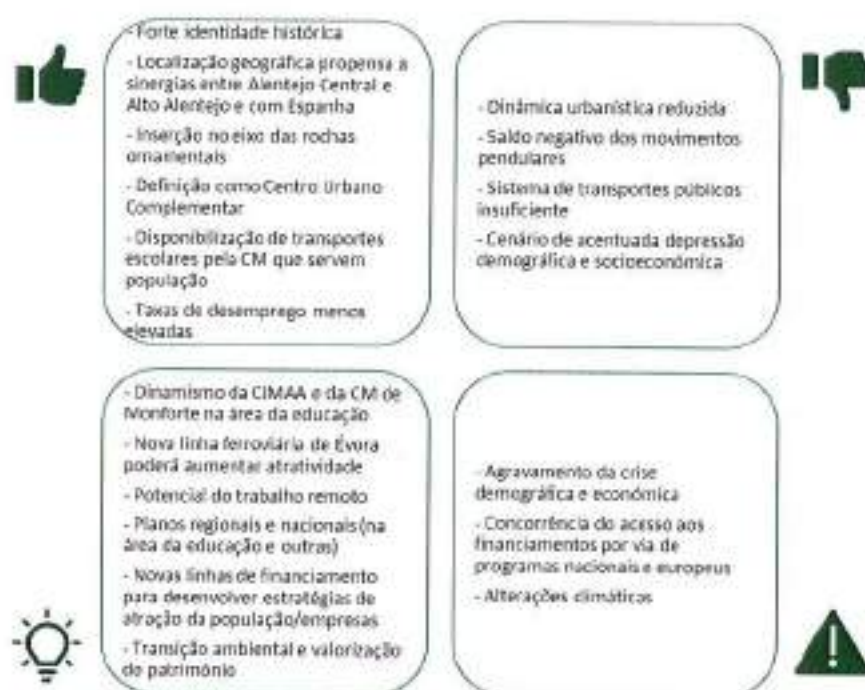 - Forte identidade histórica
- Localização geográfica propensa a
sinergias entre Alentejo Central e
Alto Alentejo e com Espanha
- Inserção no eixo das rochas
ornamentais
- Definição como Centro Urbano
Complementar
- Disponibilização de transportes
escolares pela CM que servem
população
- Taxas de desemprego menos
elevadas
- Dinâmica urbanística reduzida
- Saldo negativo dos movimentos
pendulares
- Sistema de transportes públicos
insuficiente
- Cenário de acentuada depressão
demográfica e socioeconómica
- Dinamismo da CIMAA e da CM de
Monforte na área da educação
- Nova linha ferroviária de Évora
poderá aumentar atratividade
- Potencial do trabalho remoto
- Planos regionais e nacionais (na
área da educação e outras)
- Novas linhas de financiamento
para desenvolver estratégias de
atração da população/empresas
- Transição ambiental e valorização
do património
- Agravamento da crise
demográfica e económica
- Concorrência do acesso aos
financiamentos por via de
programas nacionais e europeus
- Alterações climáticas